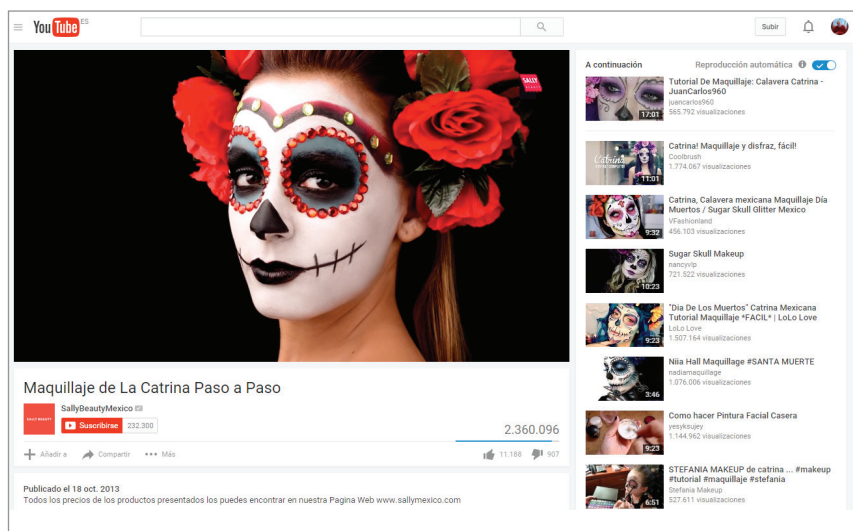 YouTube ES
Subir
SALLY
BEAUTY
Maquillaje de La Catrina Paso a Paso
SALLY BEAUTY
SallyBeautyMexico
Suscribirse 232.300
2.360.096
Añadir a Compartir Más
11.188 907
Publicado el 18 oct. 2013
Todos los precios de los productos presentados los puedes encontrar en nuestra Pagina Web www.sallymexico.com
A continuación Reproducción automática
17:01
Tutorial De Maquillaje: Calavera Catrina -
JuanCarlos960
juancarlos960
565.792 visualizaciones
Catrina
11:01
Catrina! Maquillaje y disfraz, fácil!
Coolbrush
1.774.067 visualizaciones
9:32
Catrina, Calavera mexicana Maquillaje Día
Muertos / Sugar Skull Glitter Mexico
VFashionland
456.103 visualizaciones
10:23
Sugar Skull Makeup
nancyvlp
721.522 visualizaciones
9:23
"Dia De Los Muertos" Catrina Mexicana
Tutorial Maquillaje *FACIL* | LoLo Love
LoLo Love
1.507.164 visualizaciones
3:46
Niia Hall Maquillage #SANTA MUERTE
nadiamaquillage
1.076.006 visualizaciones
9:23
Como hacer Pintura Facial Casera
yesyksujey
1.144.962 visualizaciones
6:51
STEFANIA MAKEUP de catrina ... #makeup
#tutorial #maquillaje #stefania
Stefania Makeup
527.611 visualizaciones